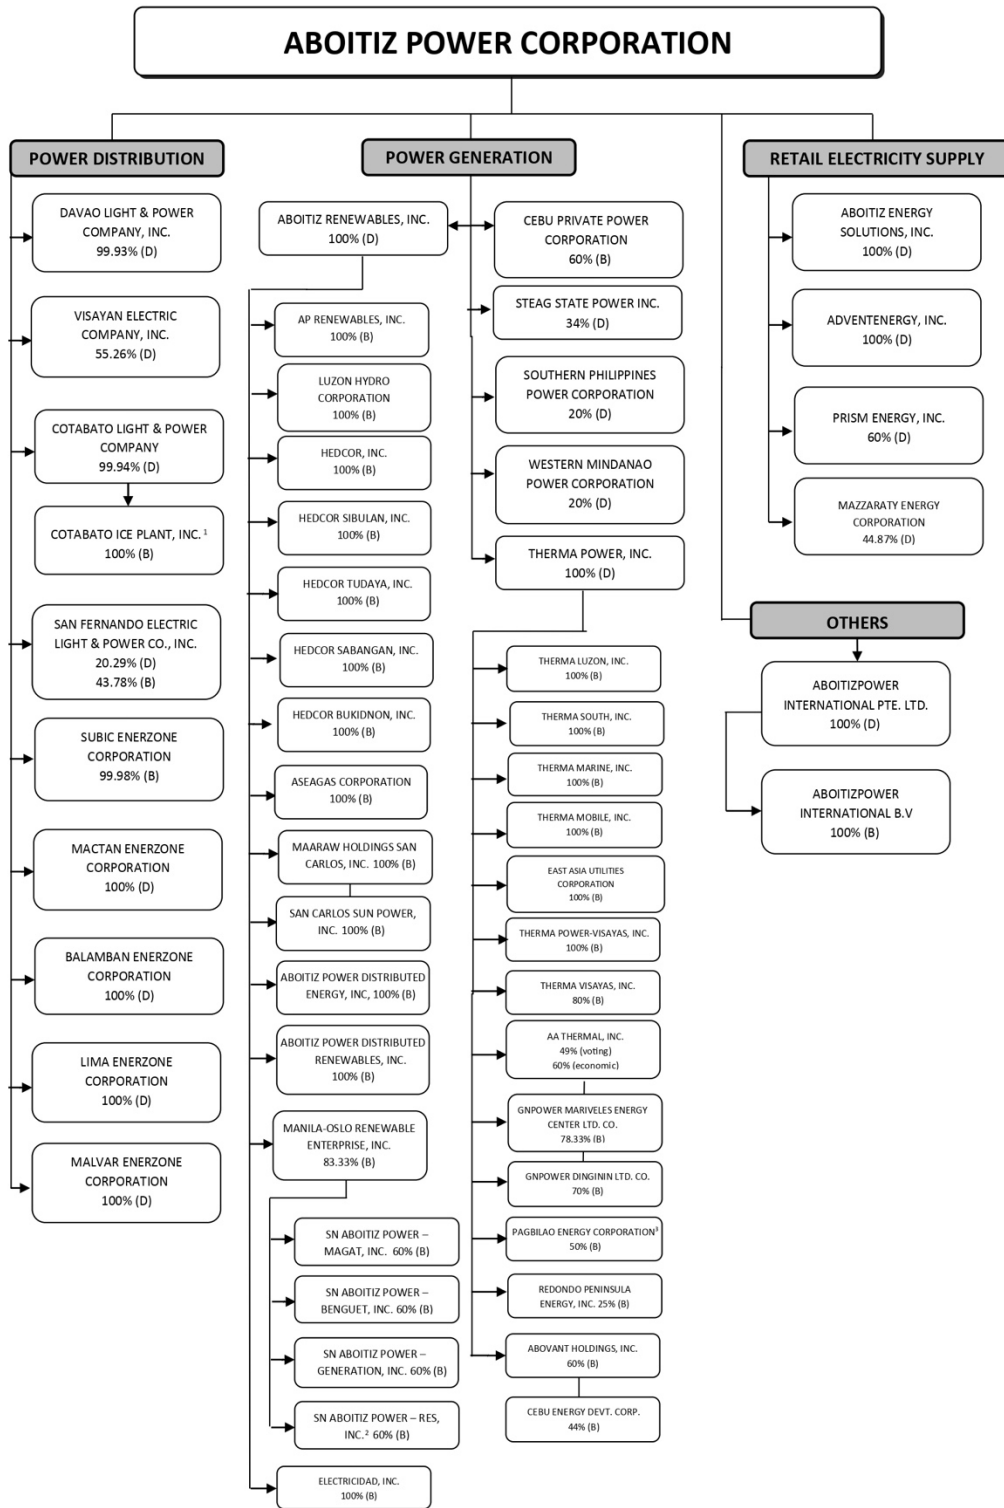 ABOITIZ POWER CORPORATION
POWER DISTRIBUTION
DAVAO LIGHT & POWER
COMPANY, INC.
99.93% (D)
VISAYAN ELECTRIC
COMPANY, INC.
55.26% (D)
COTABATO LIGHT & POWER
COMPANY
99.94% (D)
COTABATO ICE PLANT, INC.¹
100% (B)
SAN FERNANDO ELECTRIC
LIGHT & POWER CO., INC.
20.29% (D)
43.78% (B)
SUBIC ENERZONE
CORPORATION
99.98% (B)
MACTAN ENERZONE
CORPORATION
100% (D)
BALAMBAN ENERZONE
CORPORATION
100% (D)
LIMA ENERZONE
CORPORATION
100% (D)
MALVAR ENERZONE
CORPORATION
100% (D)
POWER GENERATION
ABOITIZ RENEWABLES, INC.
100% (D)
AP RENEWABLES, INC.
100% (B)
LUZON HYDRO
CORPORATION
100% (B)
HEDCOR, INC.
100% (B)
HEDCOR SIBULAN, INC.
100% (B)
HEDCOR TUDAYA, INC.
100% (B)
HEDCOR SABANGAN, INC.
100% (B)
HEDCOR BUKIDNON, INC.
100% (B)
ASEAGAS CORPORATION
100% (B)
MAARAW HOLDINGS SAN
CARLOS, INC. 100% (B)
SAN CARLOS SUN POWER,
INC. 100% (B)
ABOITIZ POWER DISTRIBUTED
ENERGY, INC, 100% (B)
ABOITIZ POWER DISTRIBUTED
RENEWABLES, INC.
100% (B)
MANILA-OSLO RENEWABLE
ENTERPRISE, INC.
83.33% (B)
SN ABOITIZ POWER –
MAGAT, INC. 60% (B)
SN ABOITIZ POWER –
BENGUET, INC. 60% (B)
SN ABOITIZ POWER –
GENERATION, INC. 60% (B)
SN ABOITIZ POWER – RES,
INC.² 60% (B)
ELECTRICIDAD, INC.
100% (B)
CEBU PRIVATE POWER
CORPORATION
60% (B)
STEAG STATE POWER INC.
34% (D)
SOUTHERN PHILIPPINES
POWER CORPORATION
20% (D)
WESTERN MINDANAO
POWER CORPORATION
20% (D)
THERMA POWER, INC.
100% (D)
THERMA LUZON, INC.
100% (B)
THERMA SOUTH, INC.
100% (B)
THERMA MARINE, INC.
100% (B)
THERMA MOBILE, INC.
100% (B)
EAST ASIA UTILITIES
CORPORATION
100% (B)
THERMA POWER-VISAYAS, INC.
100% (B)
THERMA VISAYAS, INC.
80% (B)
AA THERMAL, INC.
49% (voting)
60% (economic)
GNPOWER MARIVELES ENERGY
CENTER LTD. CO.
78.33% (B)
GNPOWER DINGININ LTD. CO.
70% (B)
PAGBILAO ENERGY CORPORATION³
50% (B)
REDONDO PENINSULA
ENERGY, INC. 25% (B)
ABOVANT HOLDINGS, INC.
60% (B)
CEBU ENERGY DEVT. CORP.
44% (B)
RETAIL ELECTRICITY SUPPLY
ABOITIZ ENERGY
SOLUTIONS, INC.
100% (D)
ADVENTENERGY, INC.
100% (D)
PRISM ENERGY, INC.
60% (D)
MAZZARATY ENERGY
CORPORATION
44.87% (D)
OTHERS
ABOITIZPOWER
INTERNATIONAL PTE. LTD.
100% (D)
ABOITIZPOWER
INTERNATIONAL B.V
100% (B)